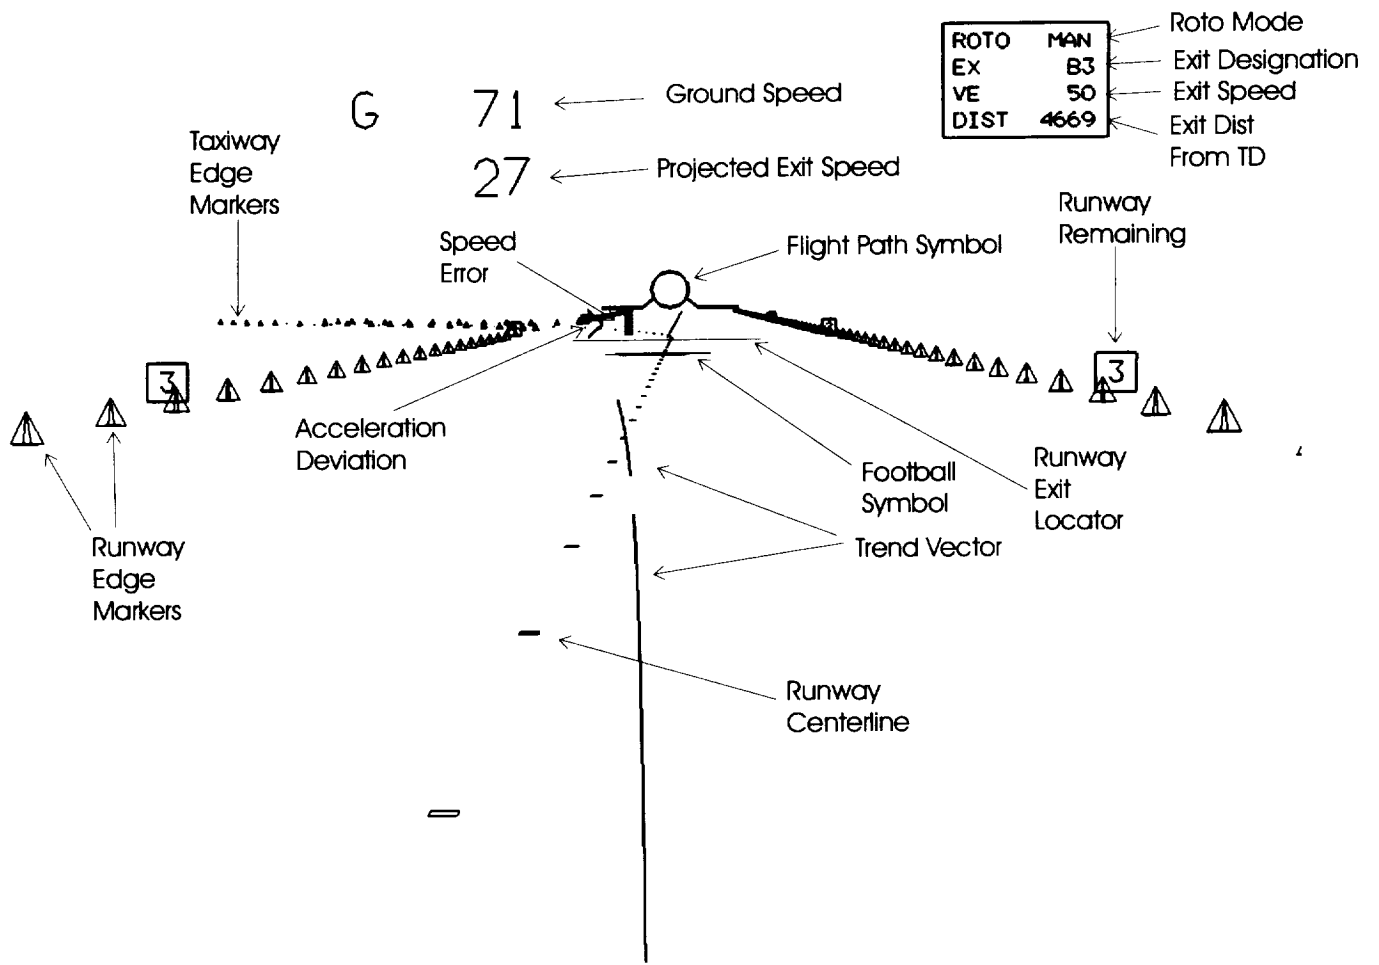 ROTO MAN
EX B3
VE 50
DIST 4669
Roto Mode
Exit Designation
Exit Speed
Exit Dist
From TD
G 71
Ground Speed
27
Projected Exit Speed
Taxiway
Edge
Markers
Speed
Error
Flight Path Symbol
Runway
Remaining
3
3
3
Acceleration
Deviation
Football
Symbol
Runway
Exit
Locator
Trend Vector
Runway
Edge
Markers
Runway
Centerline